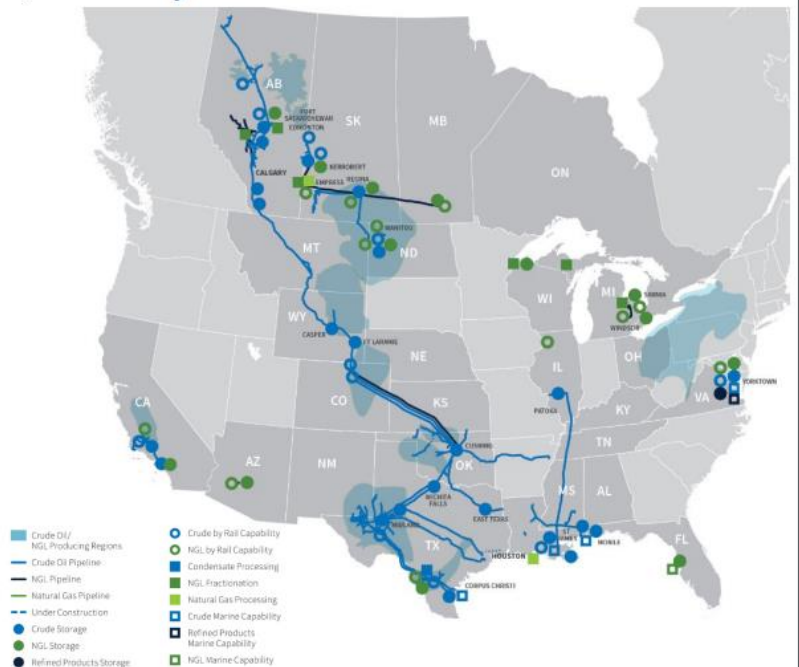 AB
FORT
SASKATCHEWAN
EDMONTON
SK
MB
KERROBERT
CALGARY
EMPRESS
REGINA
ON
MANITOU
MT
ND
WI
MI
SARNIA
WINDSOR
WY
CASPER
FT LARAMIE
NE
OH
IL
YORKTOWN
VA
CA
CO
KS
PATOKA
KY
CUSHING
TN
AZ
NM
OK
WICHITA
FALLS
MS
AL
EAST TEXAS
MIDLAND
ST
JAMES
MOBILE
FL
TX
HOUSTON
CORPUS CHRISTI
Crude Oil/
NGL Producing Regions
Crude Oil Pipeline
NGL Pipeline
Natural Gas Pipeline
Under Construction
Crude Storage
NGL Storage
Refined Products Storage
Crude by Rail Capability
NGL by Rail Capability
Condensate Processing
NGL Fractionation
Natural Gas Processing
Crude Marine Capability
Refined Products
Marine Capability
NGL Marine Capability